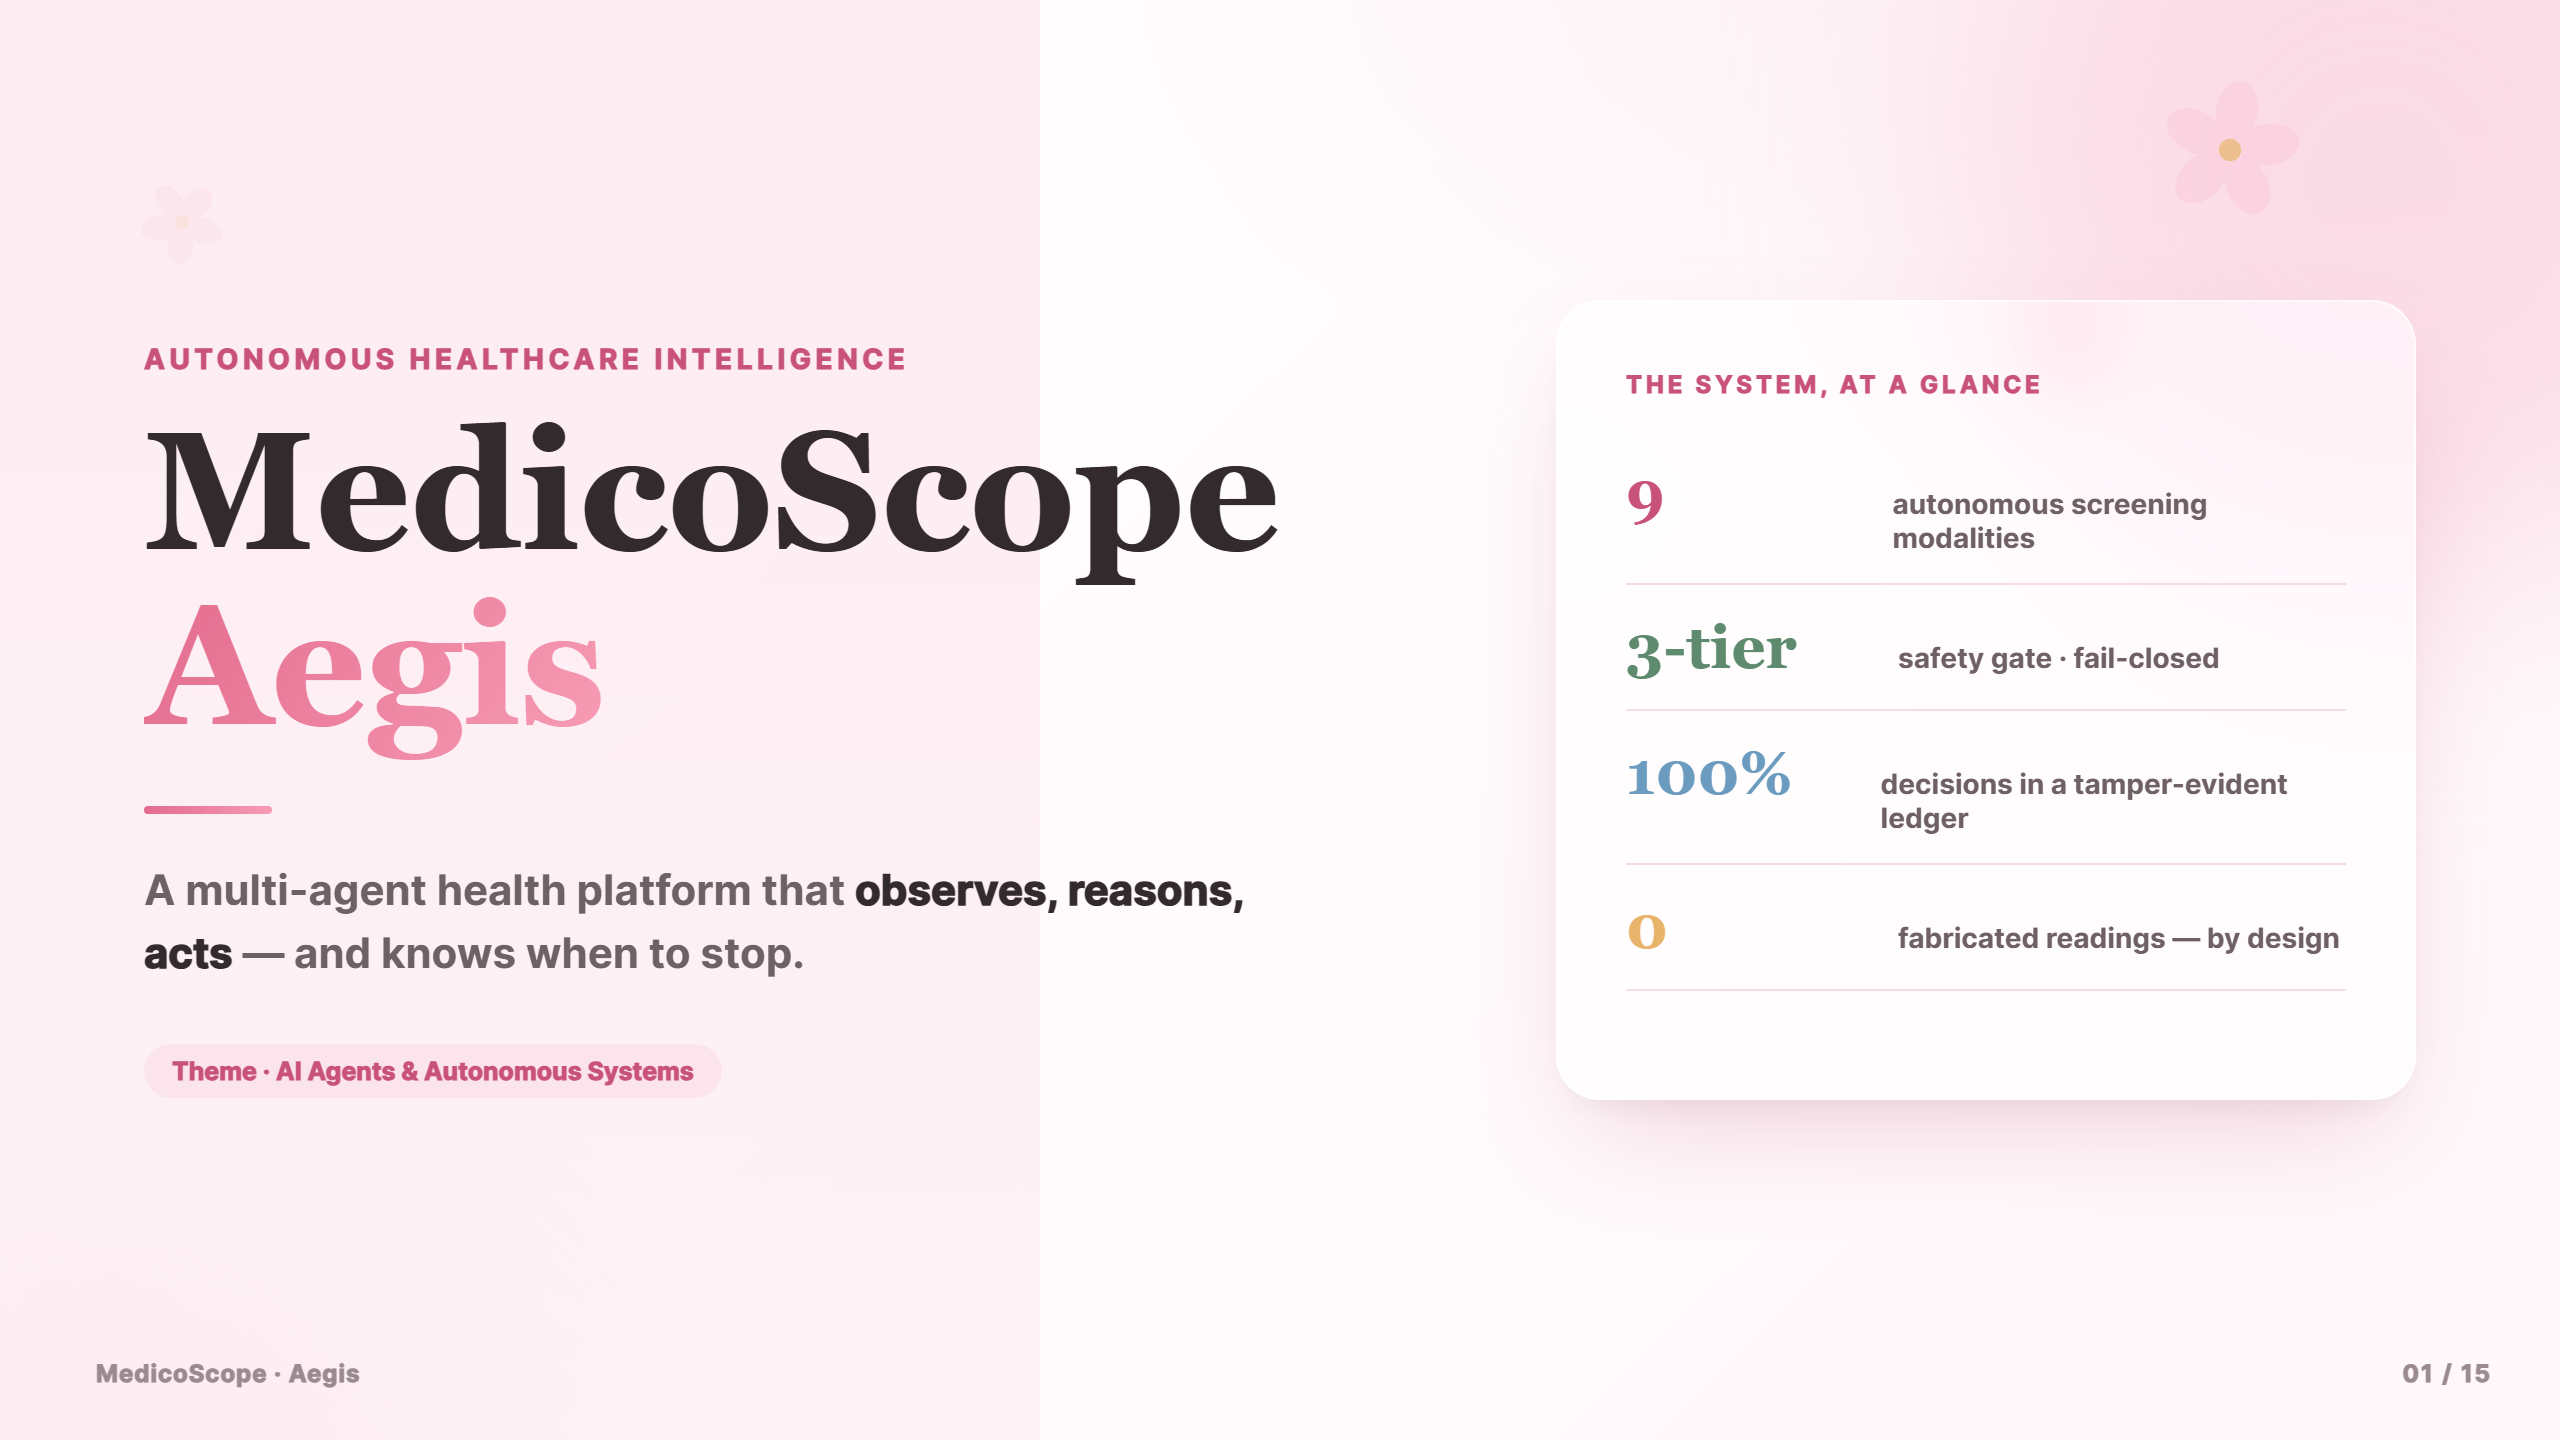 AUTONOMOUS HEALTHCARE INTELLIGENCE
MedicoScope
Aegis
A multi-agent health platform that observes, reasons,
acts — and knows when to stop.
Theme · AI Agents & Autonomous Systems
THE SYSTEM, AT A GLANCE
9 autonomous screening
modalities
3-tier safety gate · fail-closed
100% decisions in a tamper-evident
ledger
0 fabricated readings — by design
MedicoScope · Aegis
01 / 15